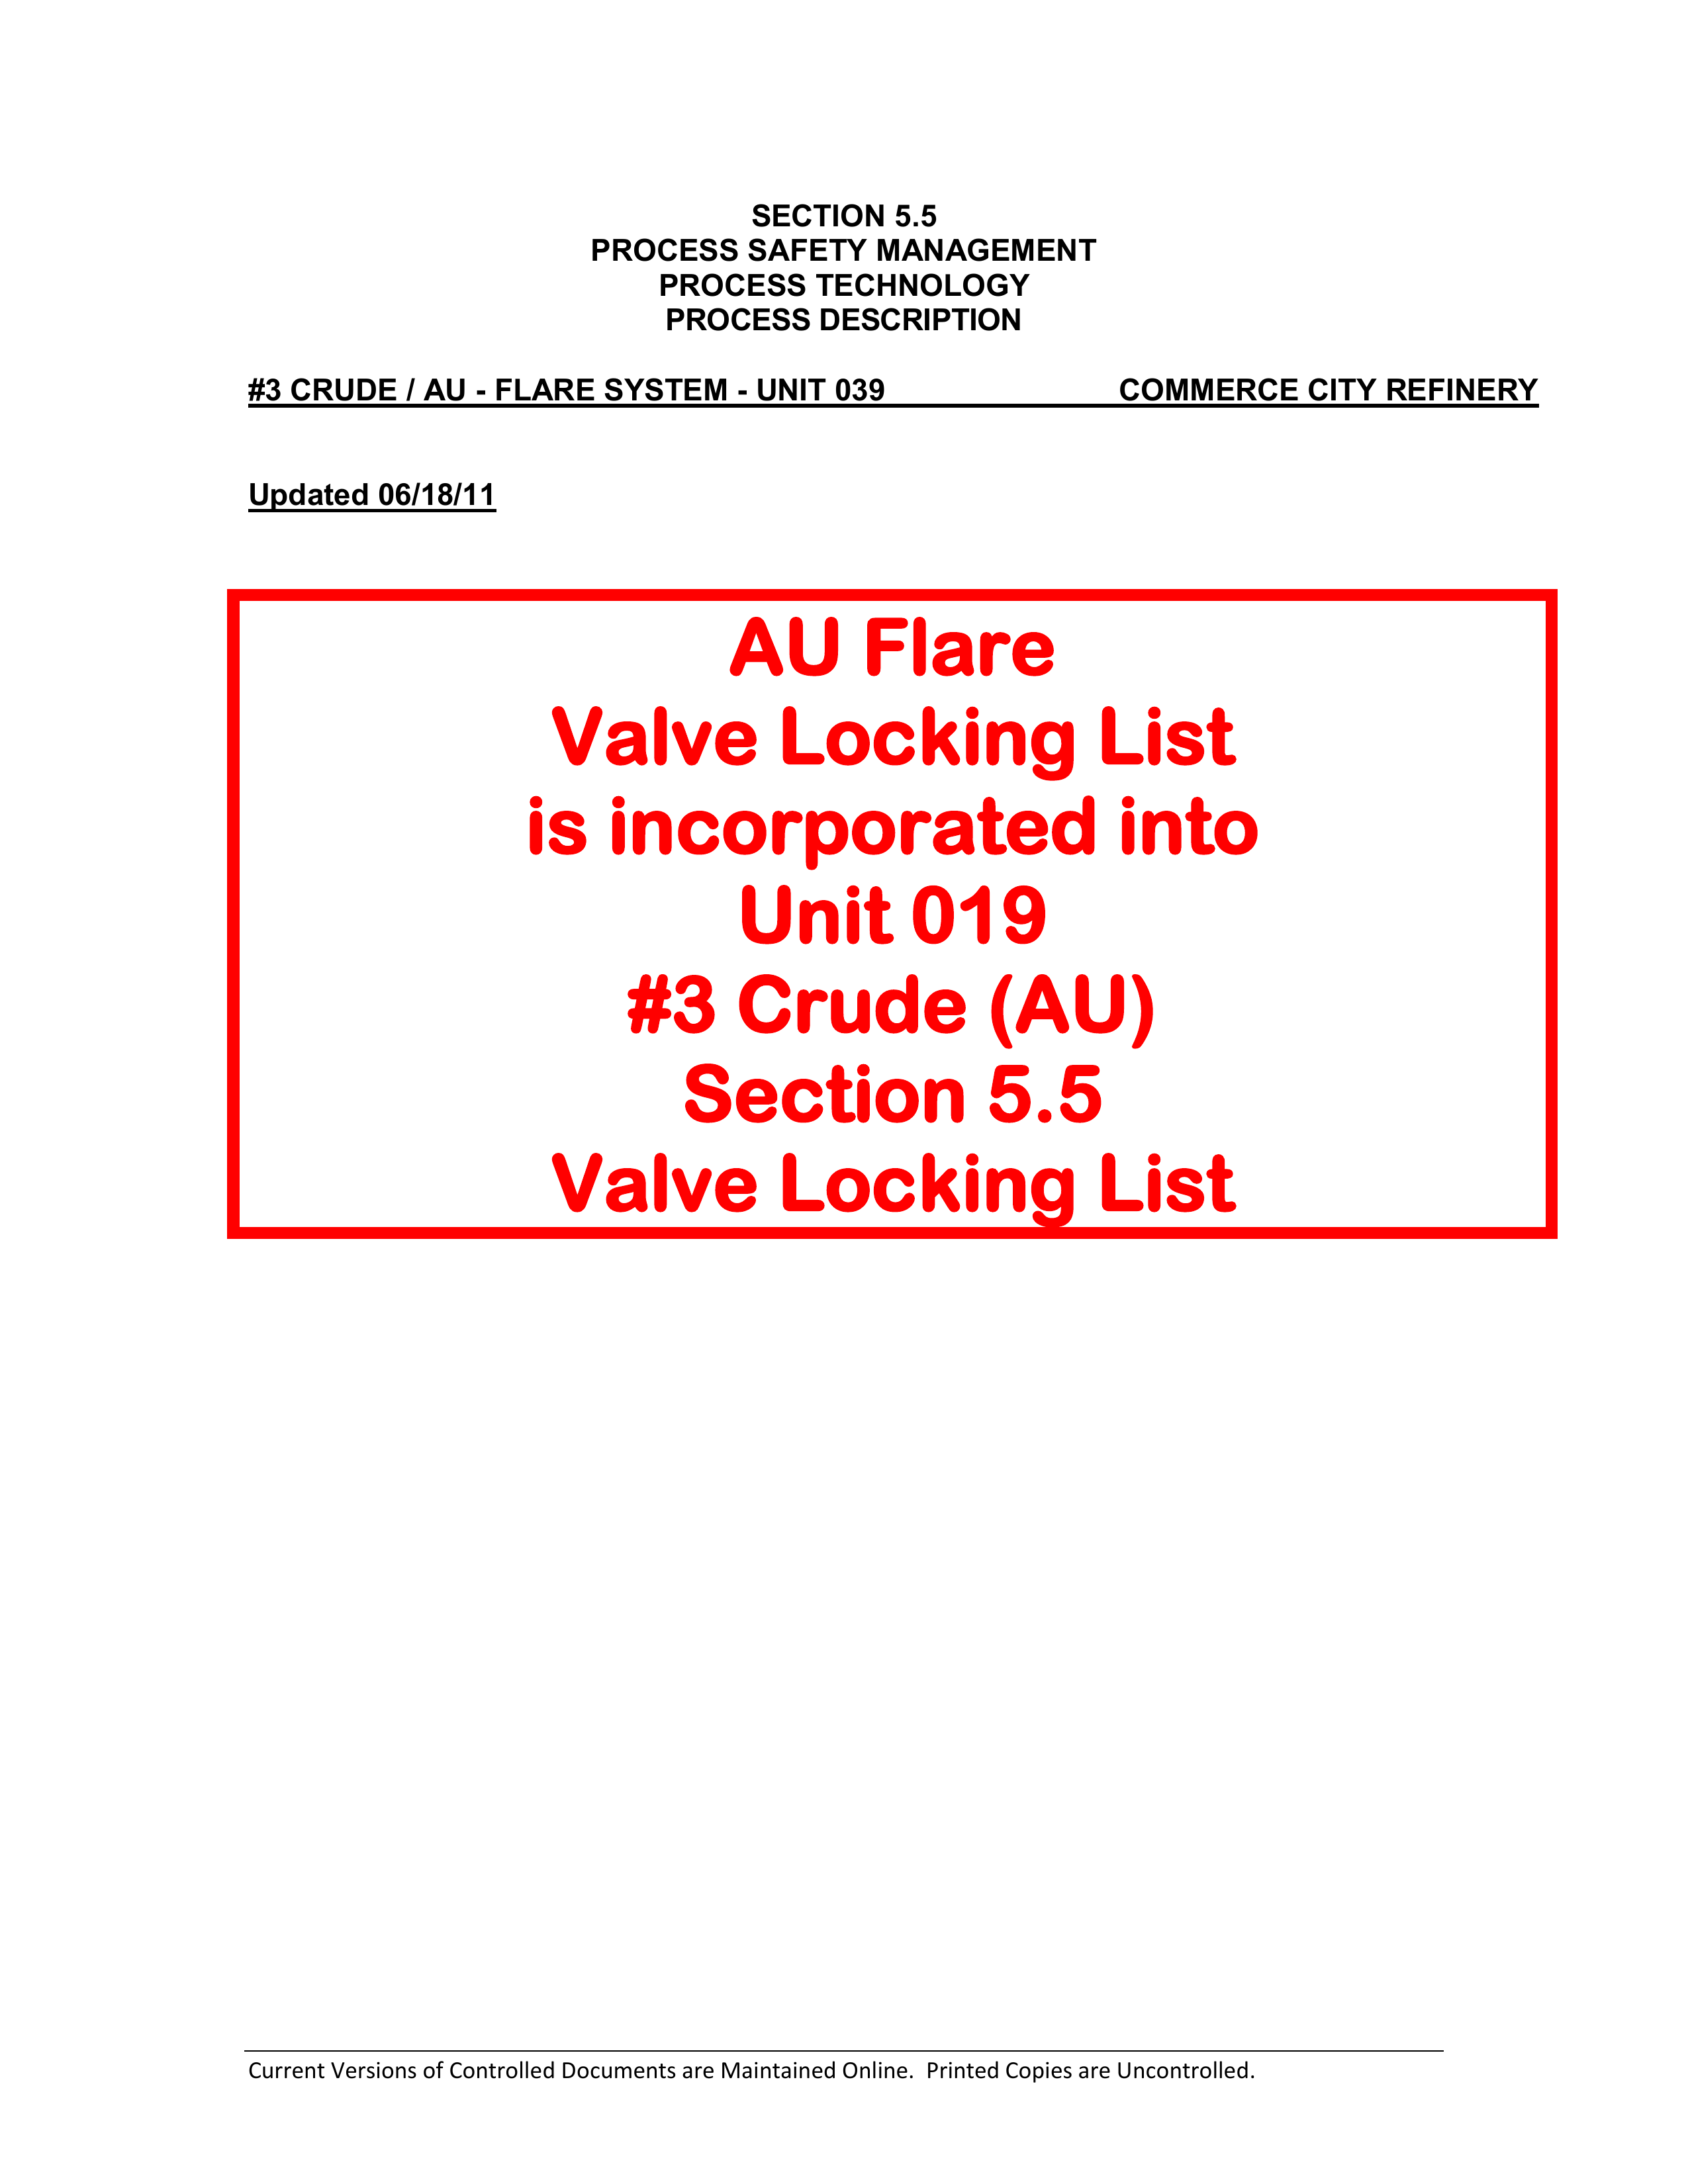 SECTION 5.5
PROCESS SAFETY MANAGEMENT
PROCESS TECHNOLOGY
PROCESS DESCRIPTION
#3 CRUDE / AU - FLARE SYSTEM - UNIT 039 COMMERCE CITY REFINERY
Updated 06/18/11
AU Flare
Valve Locking List
is incorporated into
Unit 019
#3 Crude (AU)
Section 5.5
Valve Locking List
Current Versions of Controlled Documents are Maintained Online. Printed Copies are Uncontrolled.